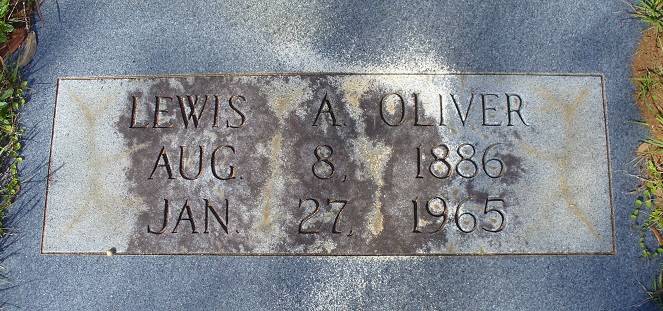 LEWIS A. OLIVER
AUG. 8, 1886
JAN. 27, 1965